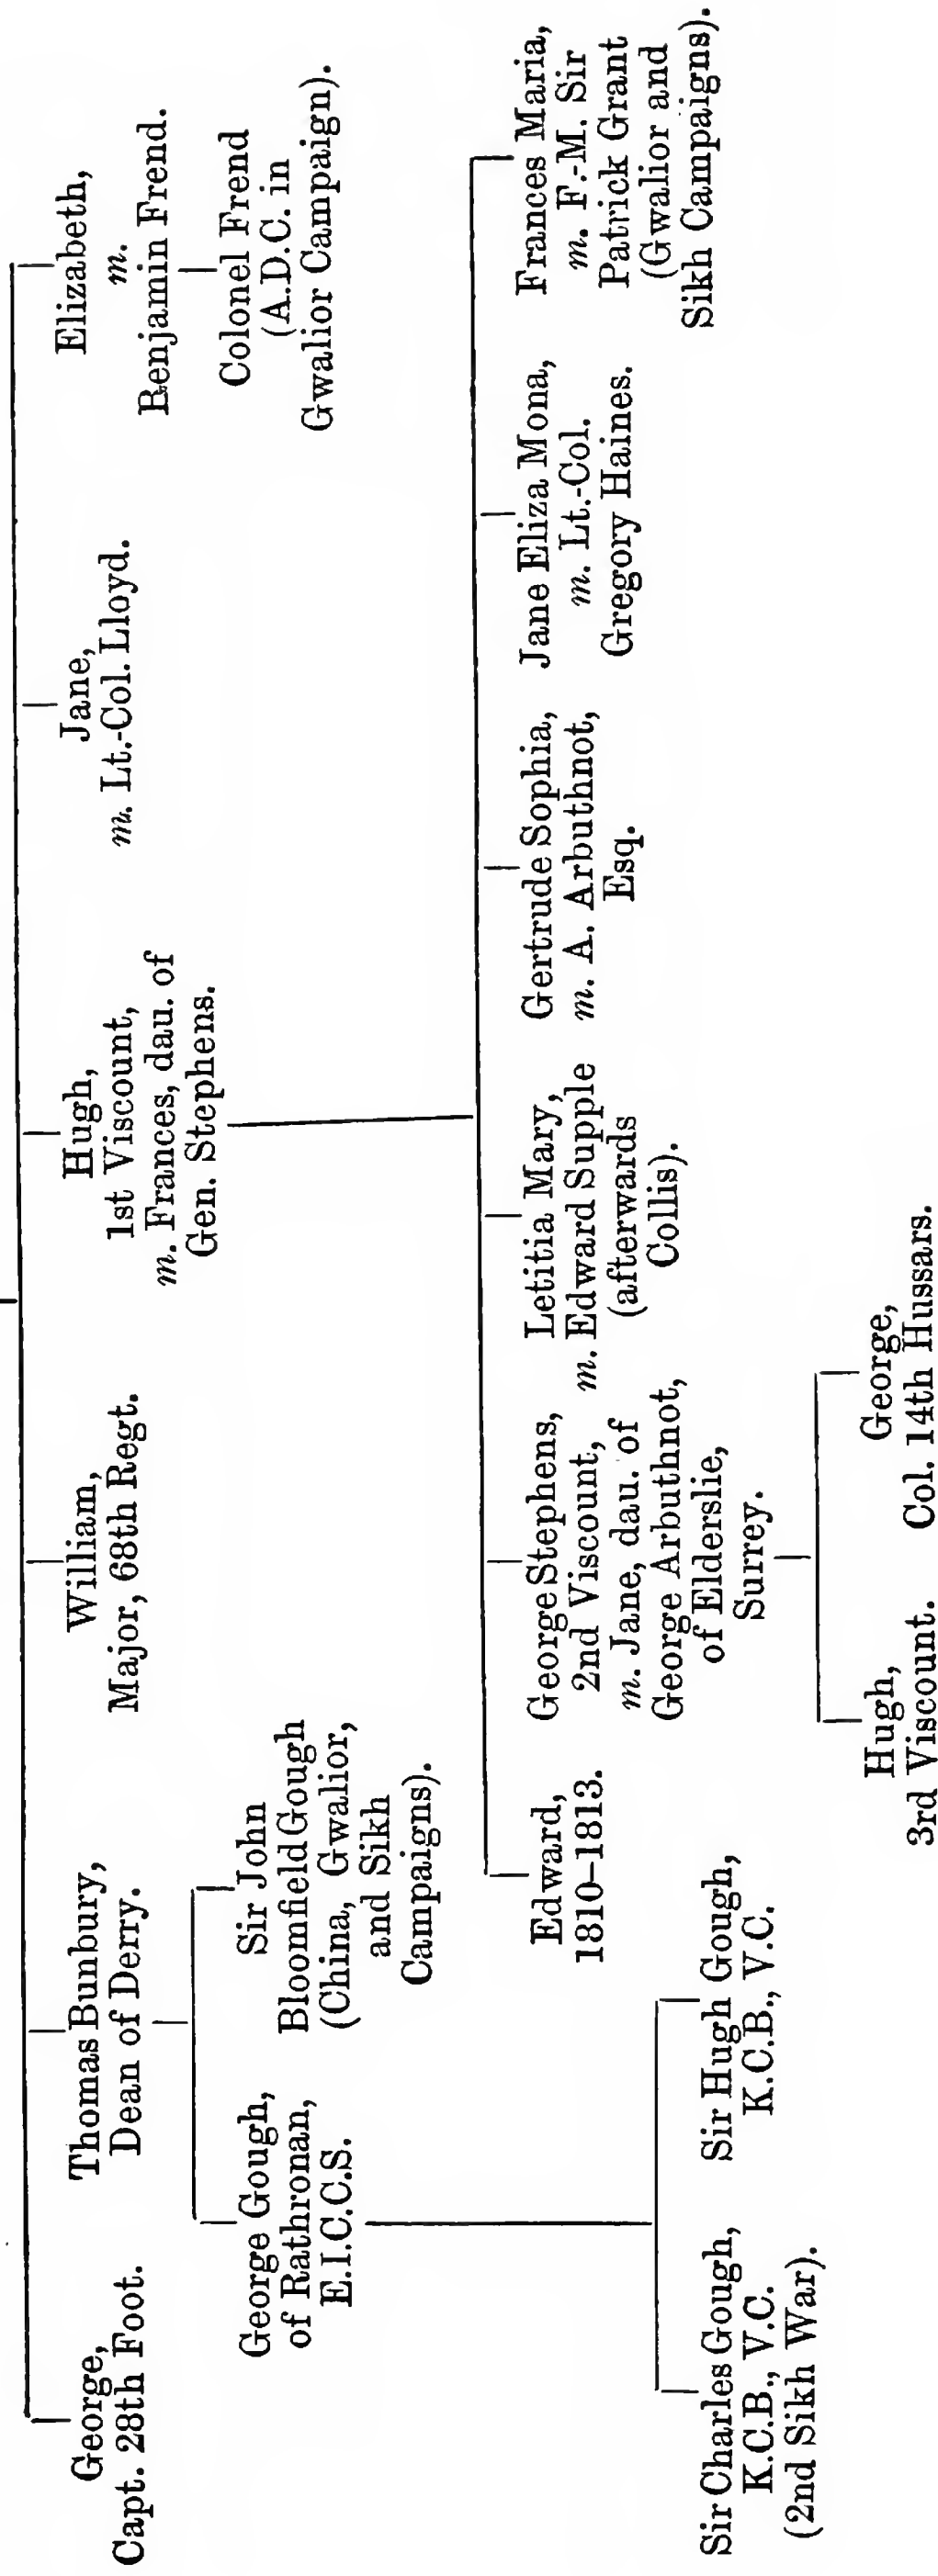 George,
Capt. 28th Foot.
Thomas Bunbury,
Dean of Derry.
William,
Major, 68th Regt.
Hugh,
1st Viscount,
m. Frances, dau. of
Gen. Stephens.
Jane,
m. Lt.-Col. Lloyd.
Elizabeth,
m.
Benjamin Frend.
Colonel Frend
(A.D.C. in
Gwalior Campaign).
George Gough,
of Rathronan,
E.I.C.C.S.
Sir John
Bloomfield Gough
(China, Gwalior,
and Sikh
Campaigns).
Edward,
1810–1813.
George Stephens,
2nd Viscount,
m. Jane, dau. of
George Arbuthnot,
of Elderslie,
Surrey.
Letitia Mary,
m. Edward Supple
(afterwards
Collis).
Gertrude Sophia,
m. A. Arbuthnot,
Esq.
Jane Eliza Mona,
m. Lt.-Col.
Gregory Haines.
Frances Maria,
m. F.-M. Sir
Patrick Grant
(Gwalior and
Sikh Campaigns).
Sir Charles Gough,
K.C.B., V.C.
(2nd Sikh War).
Sir Hugh Gough,
K.C.B., V.C.
Hugh,
3rd Viscount.
George,
Col. 14th Hussars.